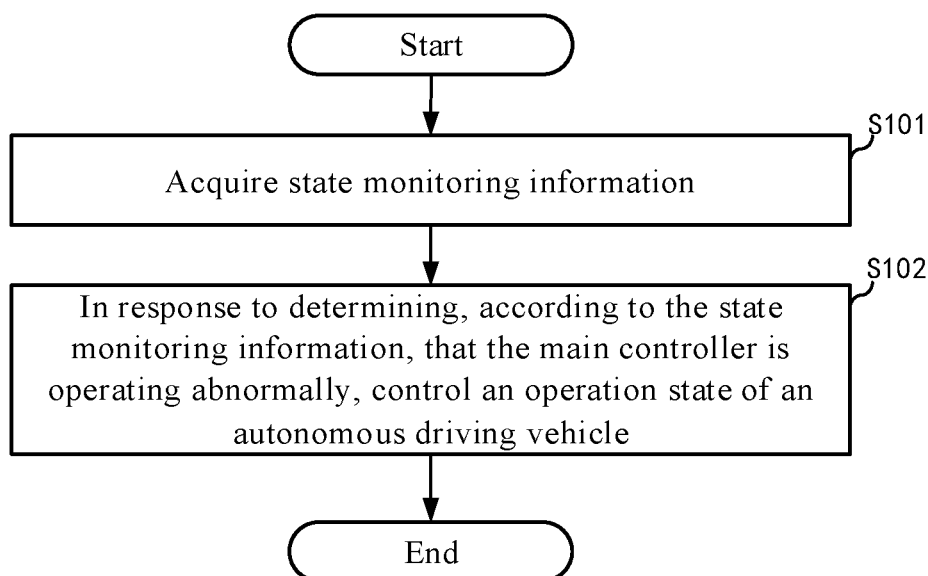 Start
S101
Acquire state monitoring information
S102
In response to determining, according to the state
monitoring information, that the main controller is
operating abnormally, control an operation state of an
autonomous driving vehicle
End